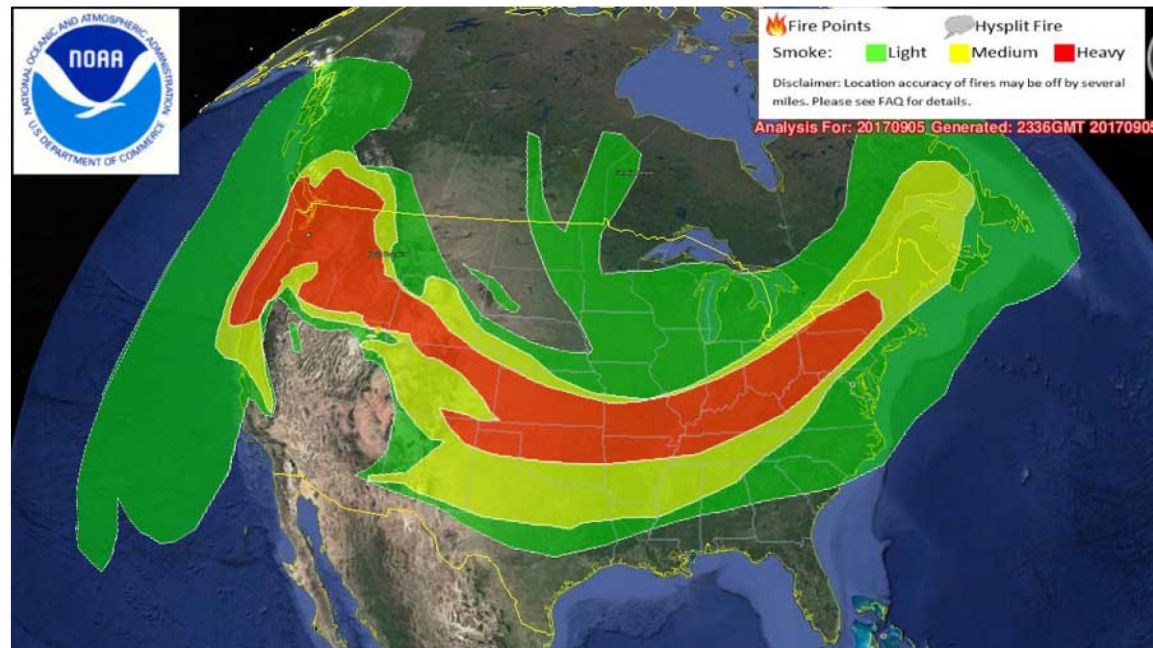 NATIONAL OCEANIC AND ATMOSPHERIC ADMINISTRATION
NOAA
U.S. DEPARTMENT OF COMMERCE
Fire Points Hysplit Fire
Smoke: Light Medium Heavy
Disclaimer: Location accuracy of fires may be off by several
miles. Please see FAQ for details.
Analysis For: 20170905 Generated: 2336GMT 20170905